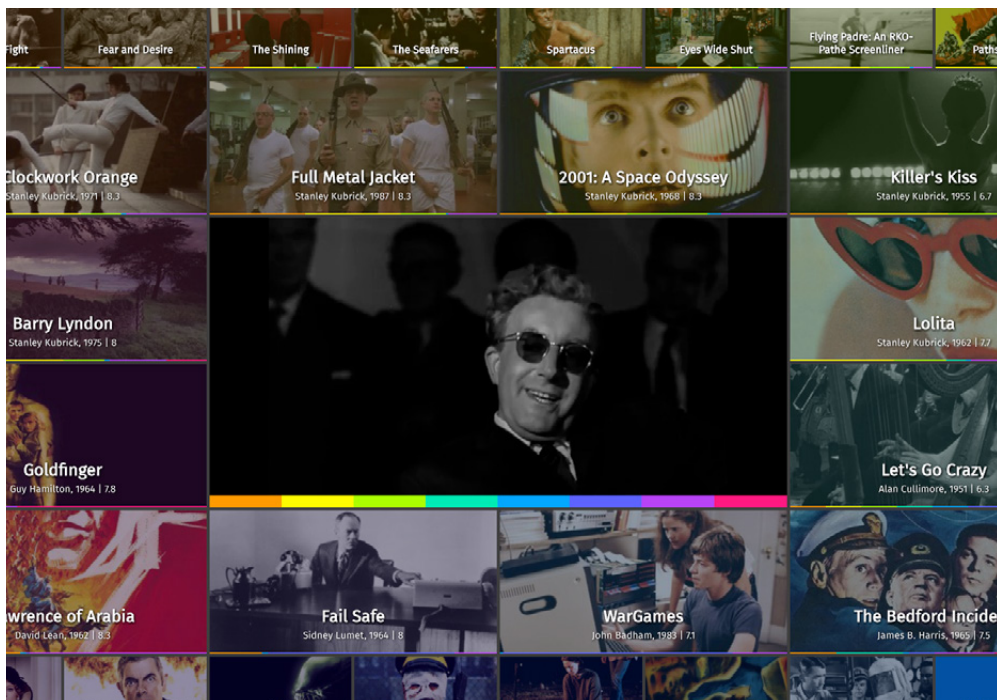 Fight
Fear and Desire
The Shining
The Seafarers
Spartacus
Eyes Wide Shut
Flying Padre: An RKO-
Pathe Screenliner
Paths
Clockwork Orange
Stanley Kubrick, 1971 | 8.3
Full Metal Jacket
Stanley Kubrick, 1987 | 8.3
2001: A Space Odyssey
Stanley Kubrick, 1968 | 8.3
Killer's Kiss
Stanley Kubrick, 1955 | 6.7
Barry Lyndon
Stanley Kubrick, 1975 | 8
Lolita
Stanley Kubrick, 1962 | 7.7
Goldfinger
Guy Hamilton, 1964 | 7.8
Let's Go Crazy
Alan Cullimore, 1951 | 6.3
wrence of Arabia
David Lean, 1962 | 8.3
Fail Safe
Sidney Lumet, 1964 | 8
WarGames
John Badham, 1983 | 7.1
The Bedford Incide
James B. Harris, 1965 | 7.5